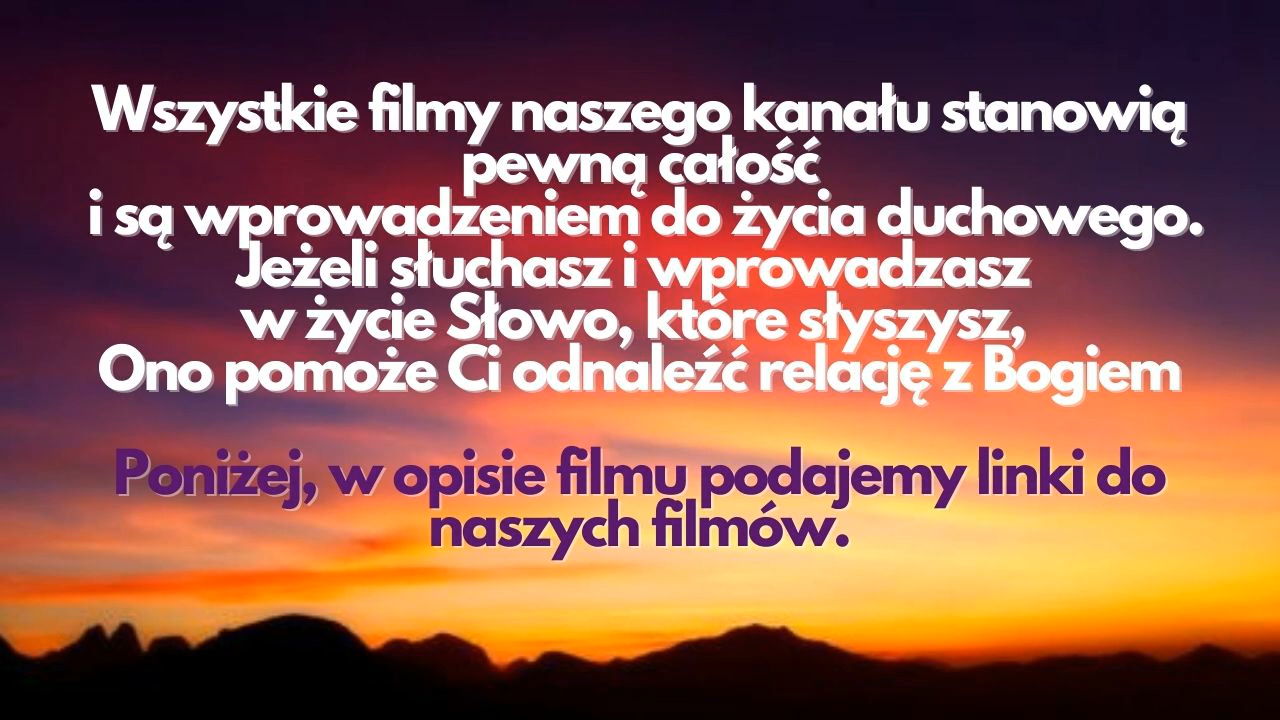 Wszystkie filmy naszego kanału stanowią
pewną całość
i są wprowadzeniem do życia duchowego.
Jeżeli słuchasz i wprowadzasz
w życie Słowo, które słyszysz,
Ono pomoże Ci odnaleźć relację z Bogiem
Poniżej, w opisie filmu podajemy linki do
naszych filmów.